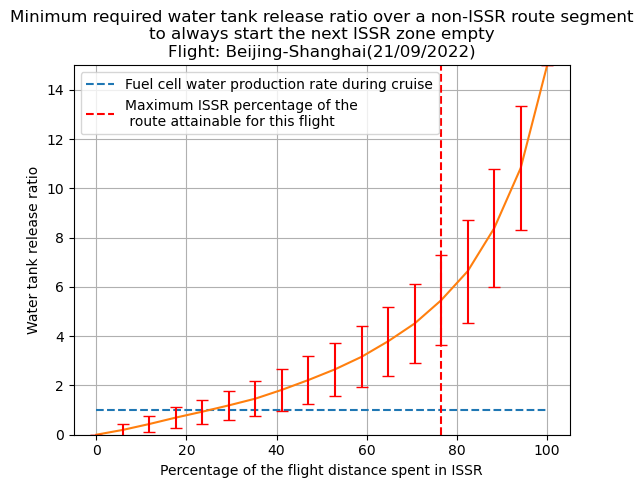 Minimum required water tank release ratio over a non-ISSR route segment
to always start the next ISSR zone empty
Flight: Beijing-Shanghai(21/09/2022)
Fuel cell water production rate during cruise
Maximum ISSR percentage of the
route attainable for this flight
Water tank release ratio
14
12
10
8
6
4
2
0
0 20 40 60 80 100
Percentage of the flight distance spent in ISSR